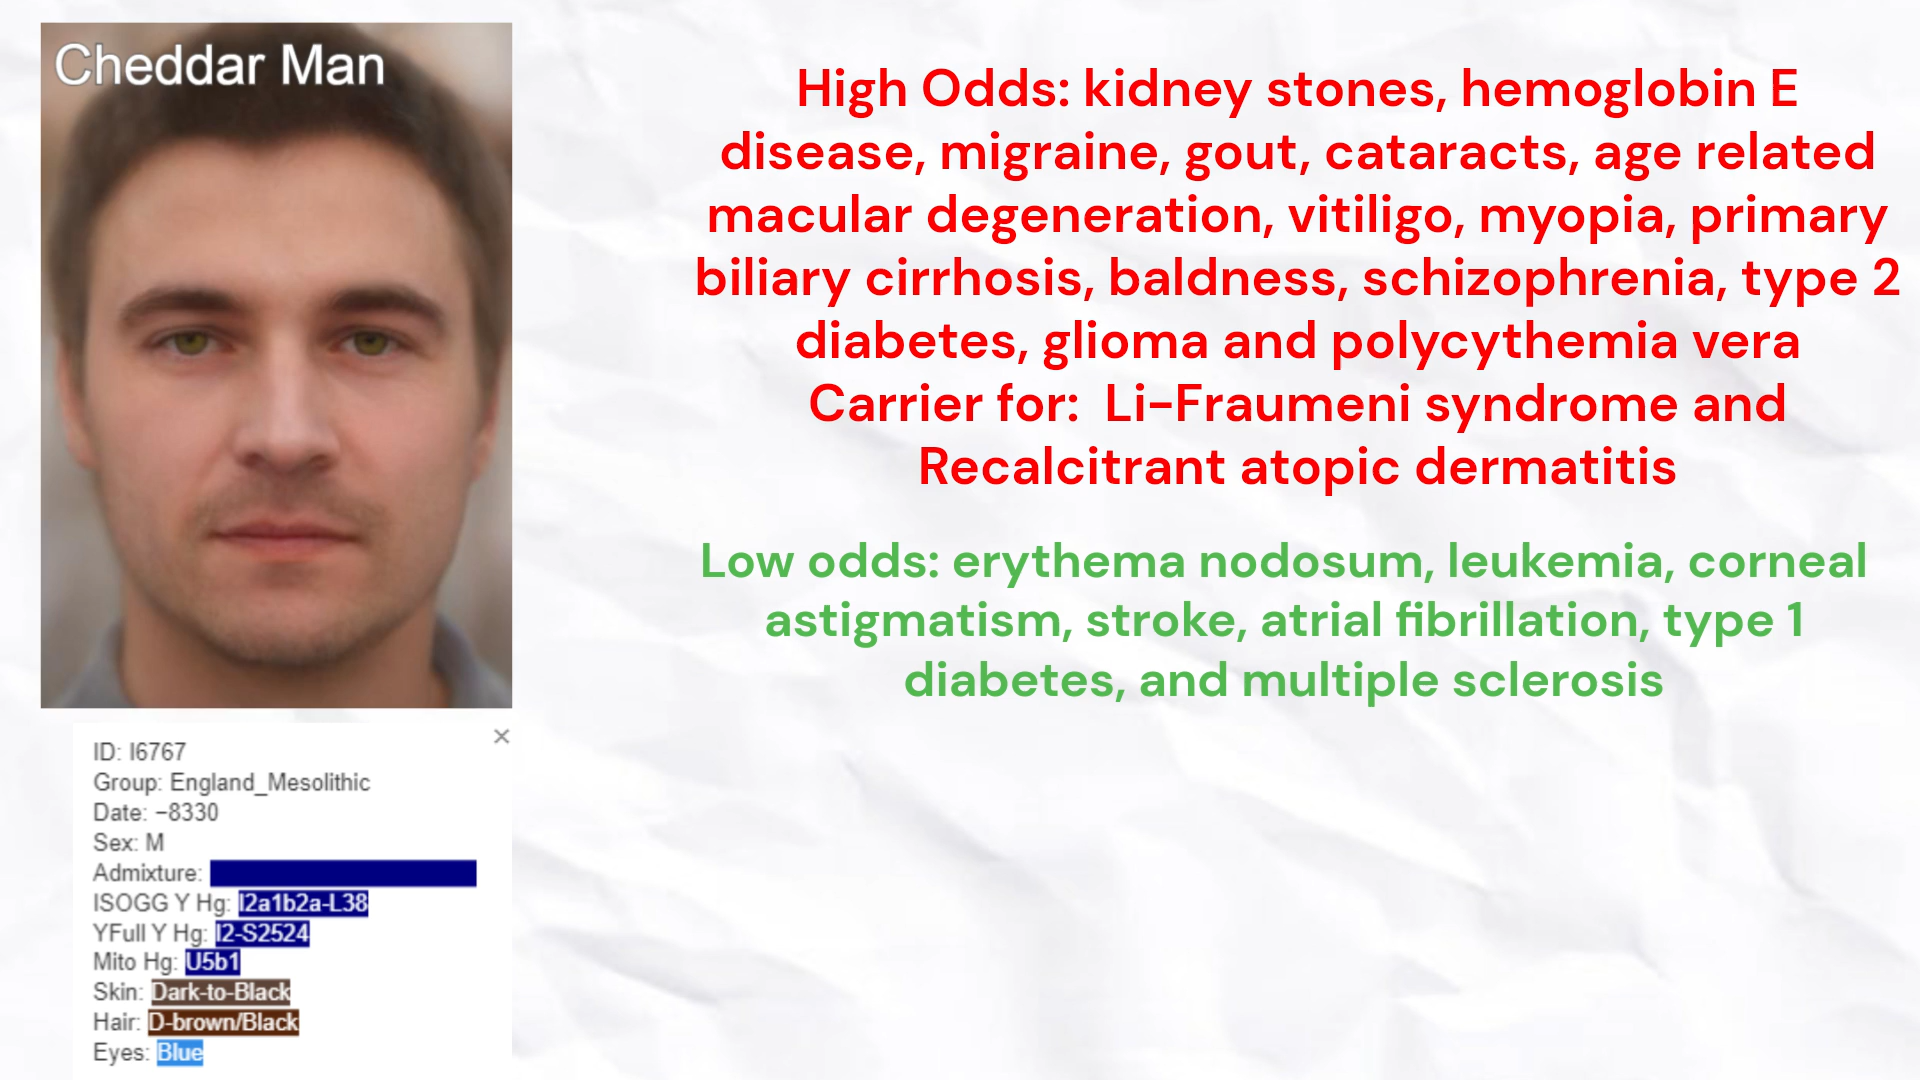 Cheddar Man
High Odds: kidney stones, hemoglobin E
disease, migraine, gout, cataracts, age related
macular degeneration, vitiligo, myopia, primary
biliary cirrhosis, baldness, schizophrenia, type 2
diabetes, glioma and polycythemia vera
Carrier for: Li-Fraumeni syndrome and
Recalcitrant atopic dermatitis
Low odds: erythema nodosum, leukemia, corneal
astigmatism, stroke, atrial fibrillation, type 1
diabetes, and multiple sclerosis
ID: I6767
Group: England_Mesolithic
Date: −8330
Sex: M
Admixture:
ISOGG Y Hg: I2a1b2a-L38
YFull Y Hg: I2-S2524
Mito Hg: U5b1
Skin: Dark-to-Black
Hair: D-brown/Black
Eyes: Blue